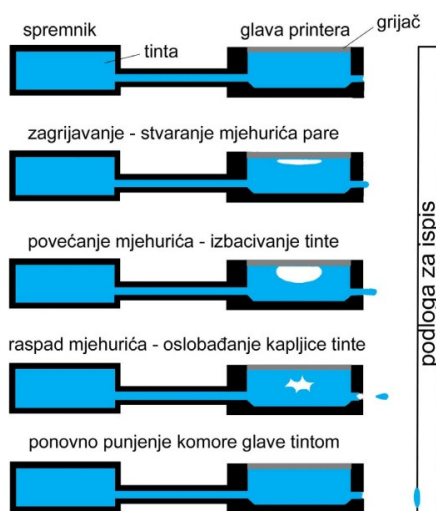 spremnik
glava printera
grijač
tinta
zagrijavanje - stvaranje mjehurića pare
povećanje mjehurića - izbacivanje tinte
raspad mjehurića - oslobađanje kapljice tinte
ponovno punjenje komore glave tintom
podloga za ispis